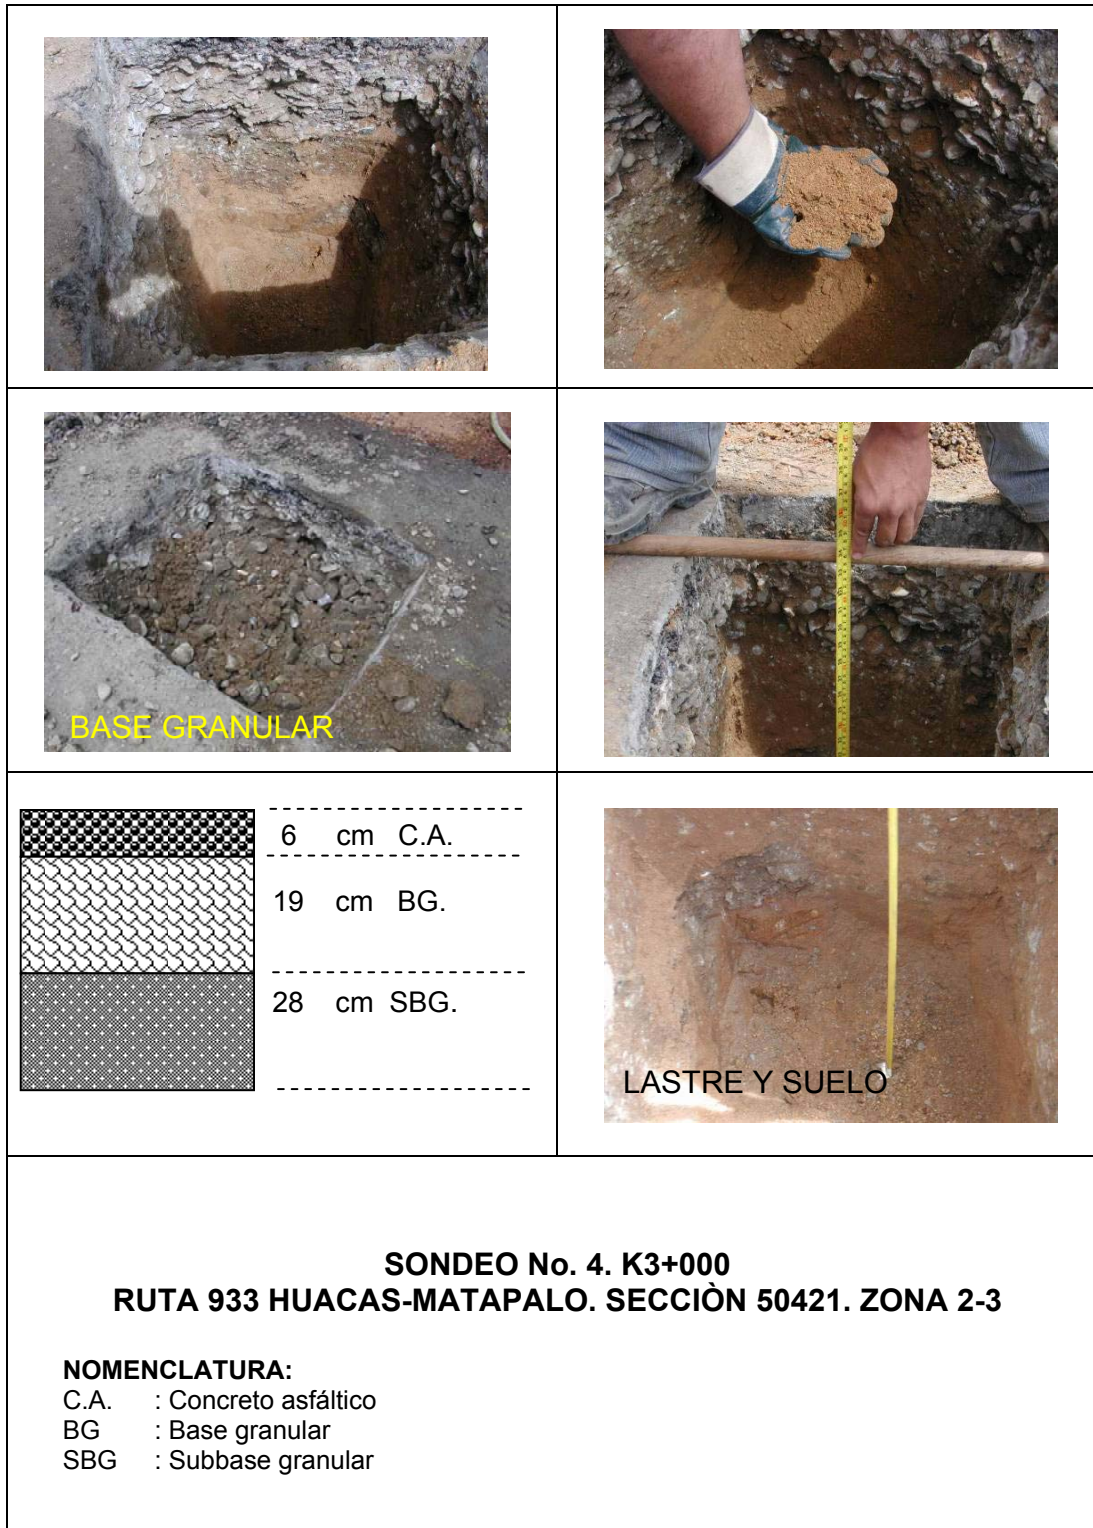 BASE GRANULAR
6 cm C.A.
19 cm BG.
28 cm SBG.
LASTRE Y SUELO
SONDEO No. 4. K3+000
RUTA 933 HUACAS-MATAPALO. SECCIÒN 50421. ZONA 2-3
NOMENCLATURA:
C.A. : Concreto asfáltico
BG : Base granular
SBG : Subbase granular